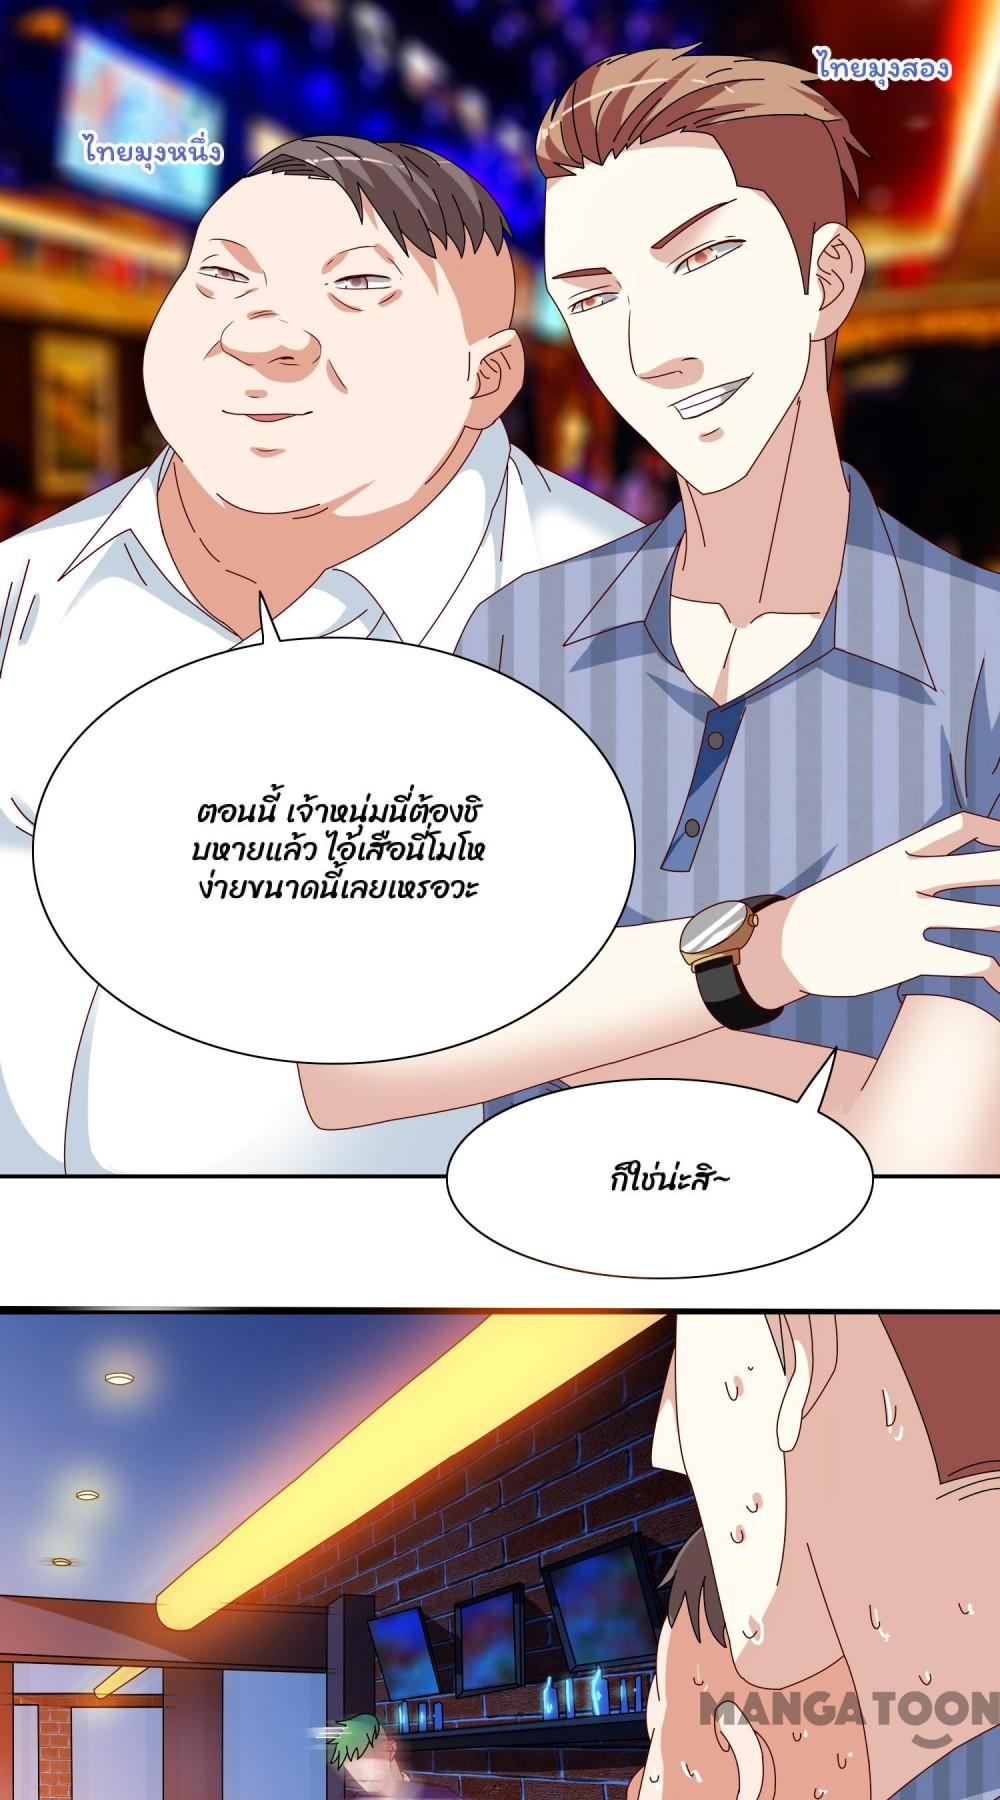 ไทยมุงสอง
ไทยมุงหนึ่ง
ตอนนี้ เจ้าหนุ่มนี่ต้องชิ
บหายแล้ว ไอ้เสือนี่โมโห
ง่ายขนาดนี้เลยเหรอวะ
ก็ใช่น่ะสิ~
MANGATOON